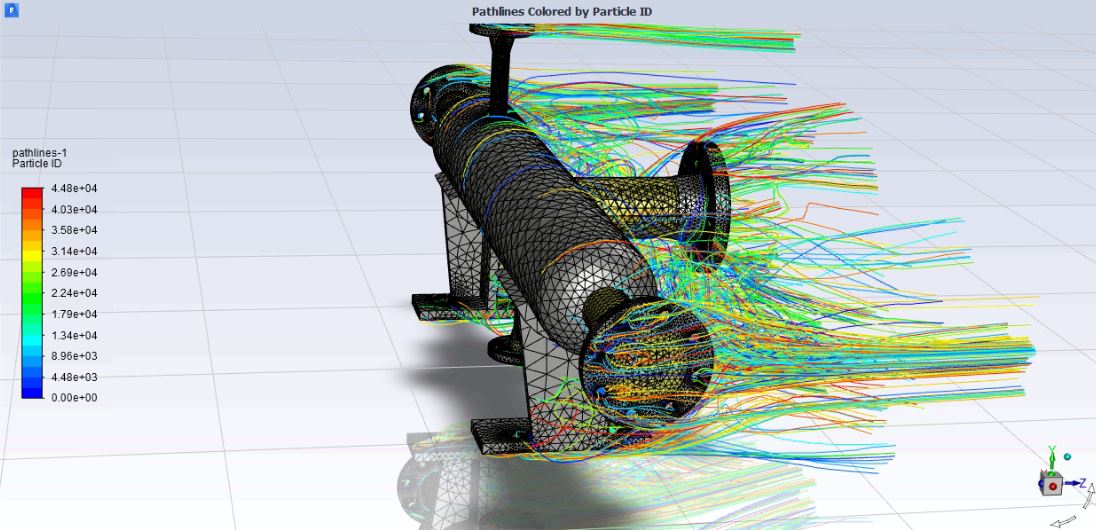 F
Pathlines Colored by Particle ID
pathlines-1
Particle ID
4.48e+04
4.03e+04
3.58e+04
3.14e+04
2.69e+04
2.24e+04
1.79e+04
1.34e+04
8.96e+03
4.48e+03
0.00e+00
Y
Z